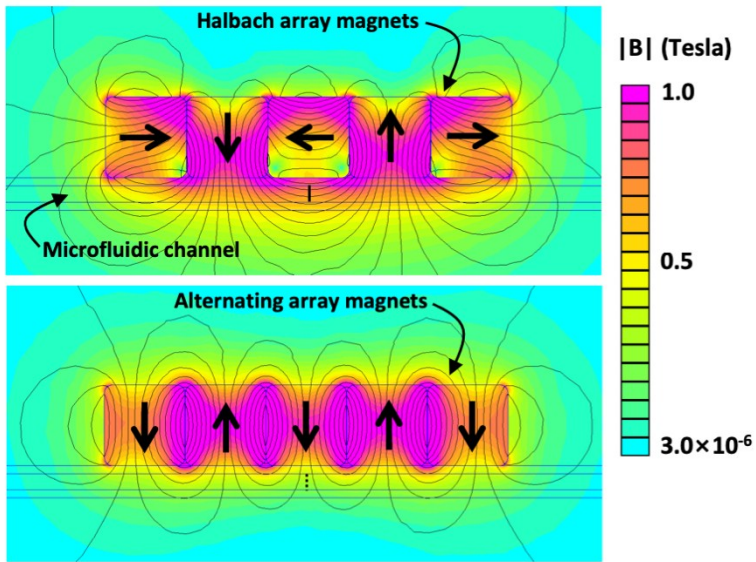 Halbach array magnets
Microfluidic channel
Alternating array magnets
|B| (Tesla)
1.0
0.5
3.0×10⁻⁶